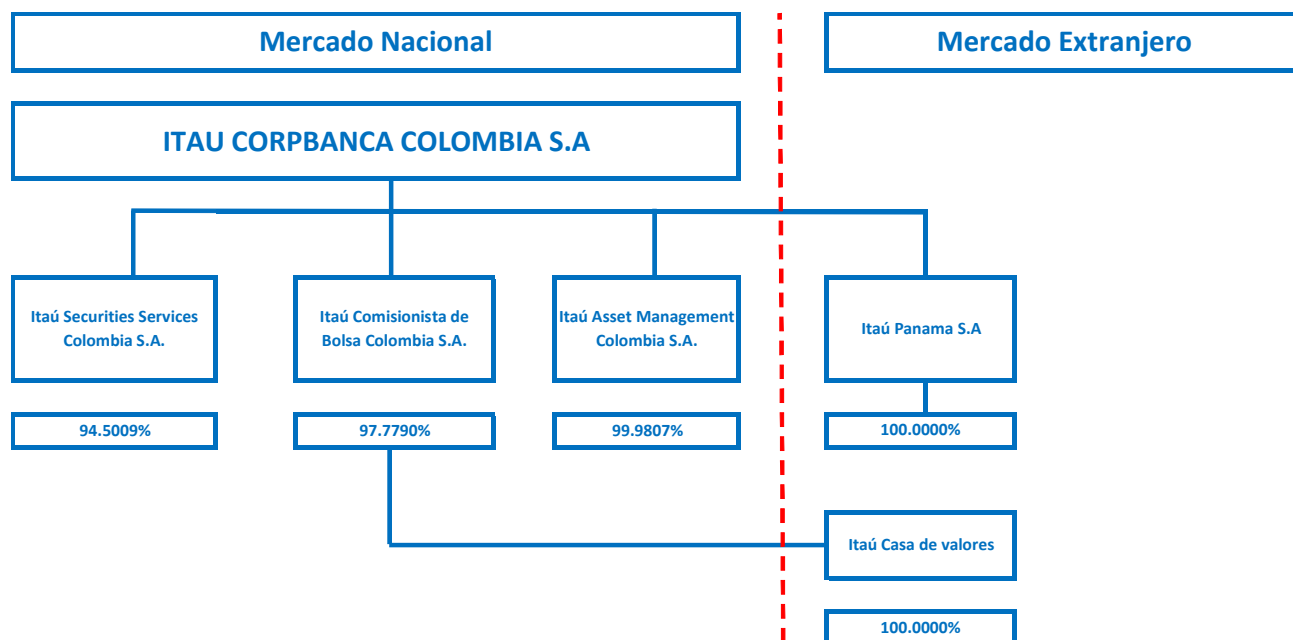 Mercado Nacional
Mercado Extranjero
ITAU CORPBANCA COLOMBIA S.A
Itaú Securities Services
Colombia S.A.
Itaú Comisionista de
Bolsa Colombia S.A.
Itaú Asset Management
Colombia S.A.
Itaú Panama S.A
94.5009%
97.7790%
99.9807%
100.0000%
Itaú Casa de valores
100.0000%